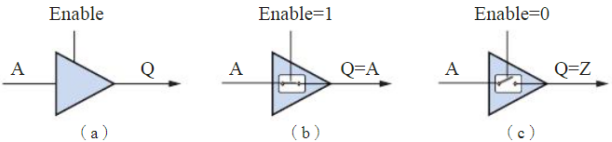 Enable Enable=1 Enable=0
A Q A Q=A A Q=Z
（a） （b） （c）